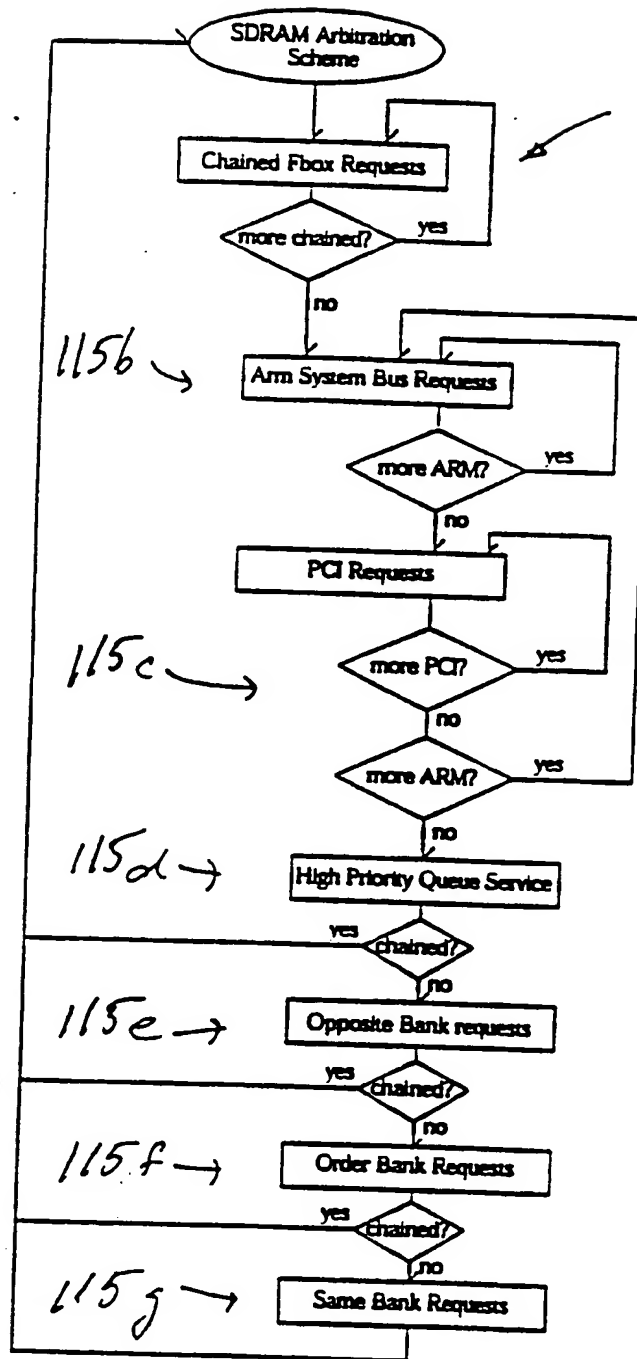 SDRAM Arbitration
Scheme
Chained Fbox Requests
more chained?
yes
no
115b
Arm System Bus Requests
more ARM?
yes
no
PCI Requests
115c
more PCI?
yes
no
more ARM?
yes
no
115d
High Priority Queue Service
yes
chained?
no
115e
Opposite Bank requests
yes
chained?
no
115f
Order Bank Requests
yes
chained?
no
115g
Same Bank Requests